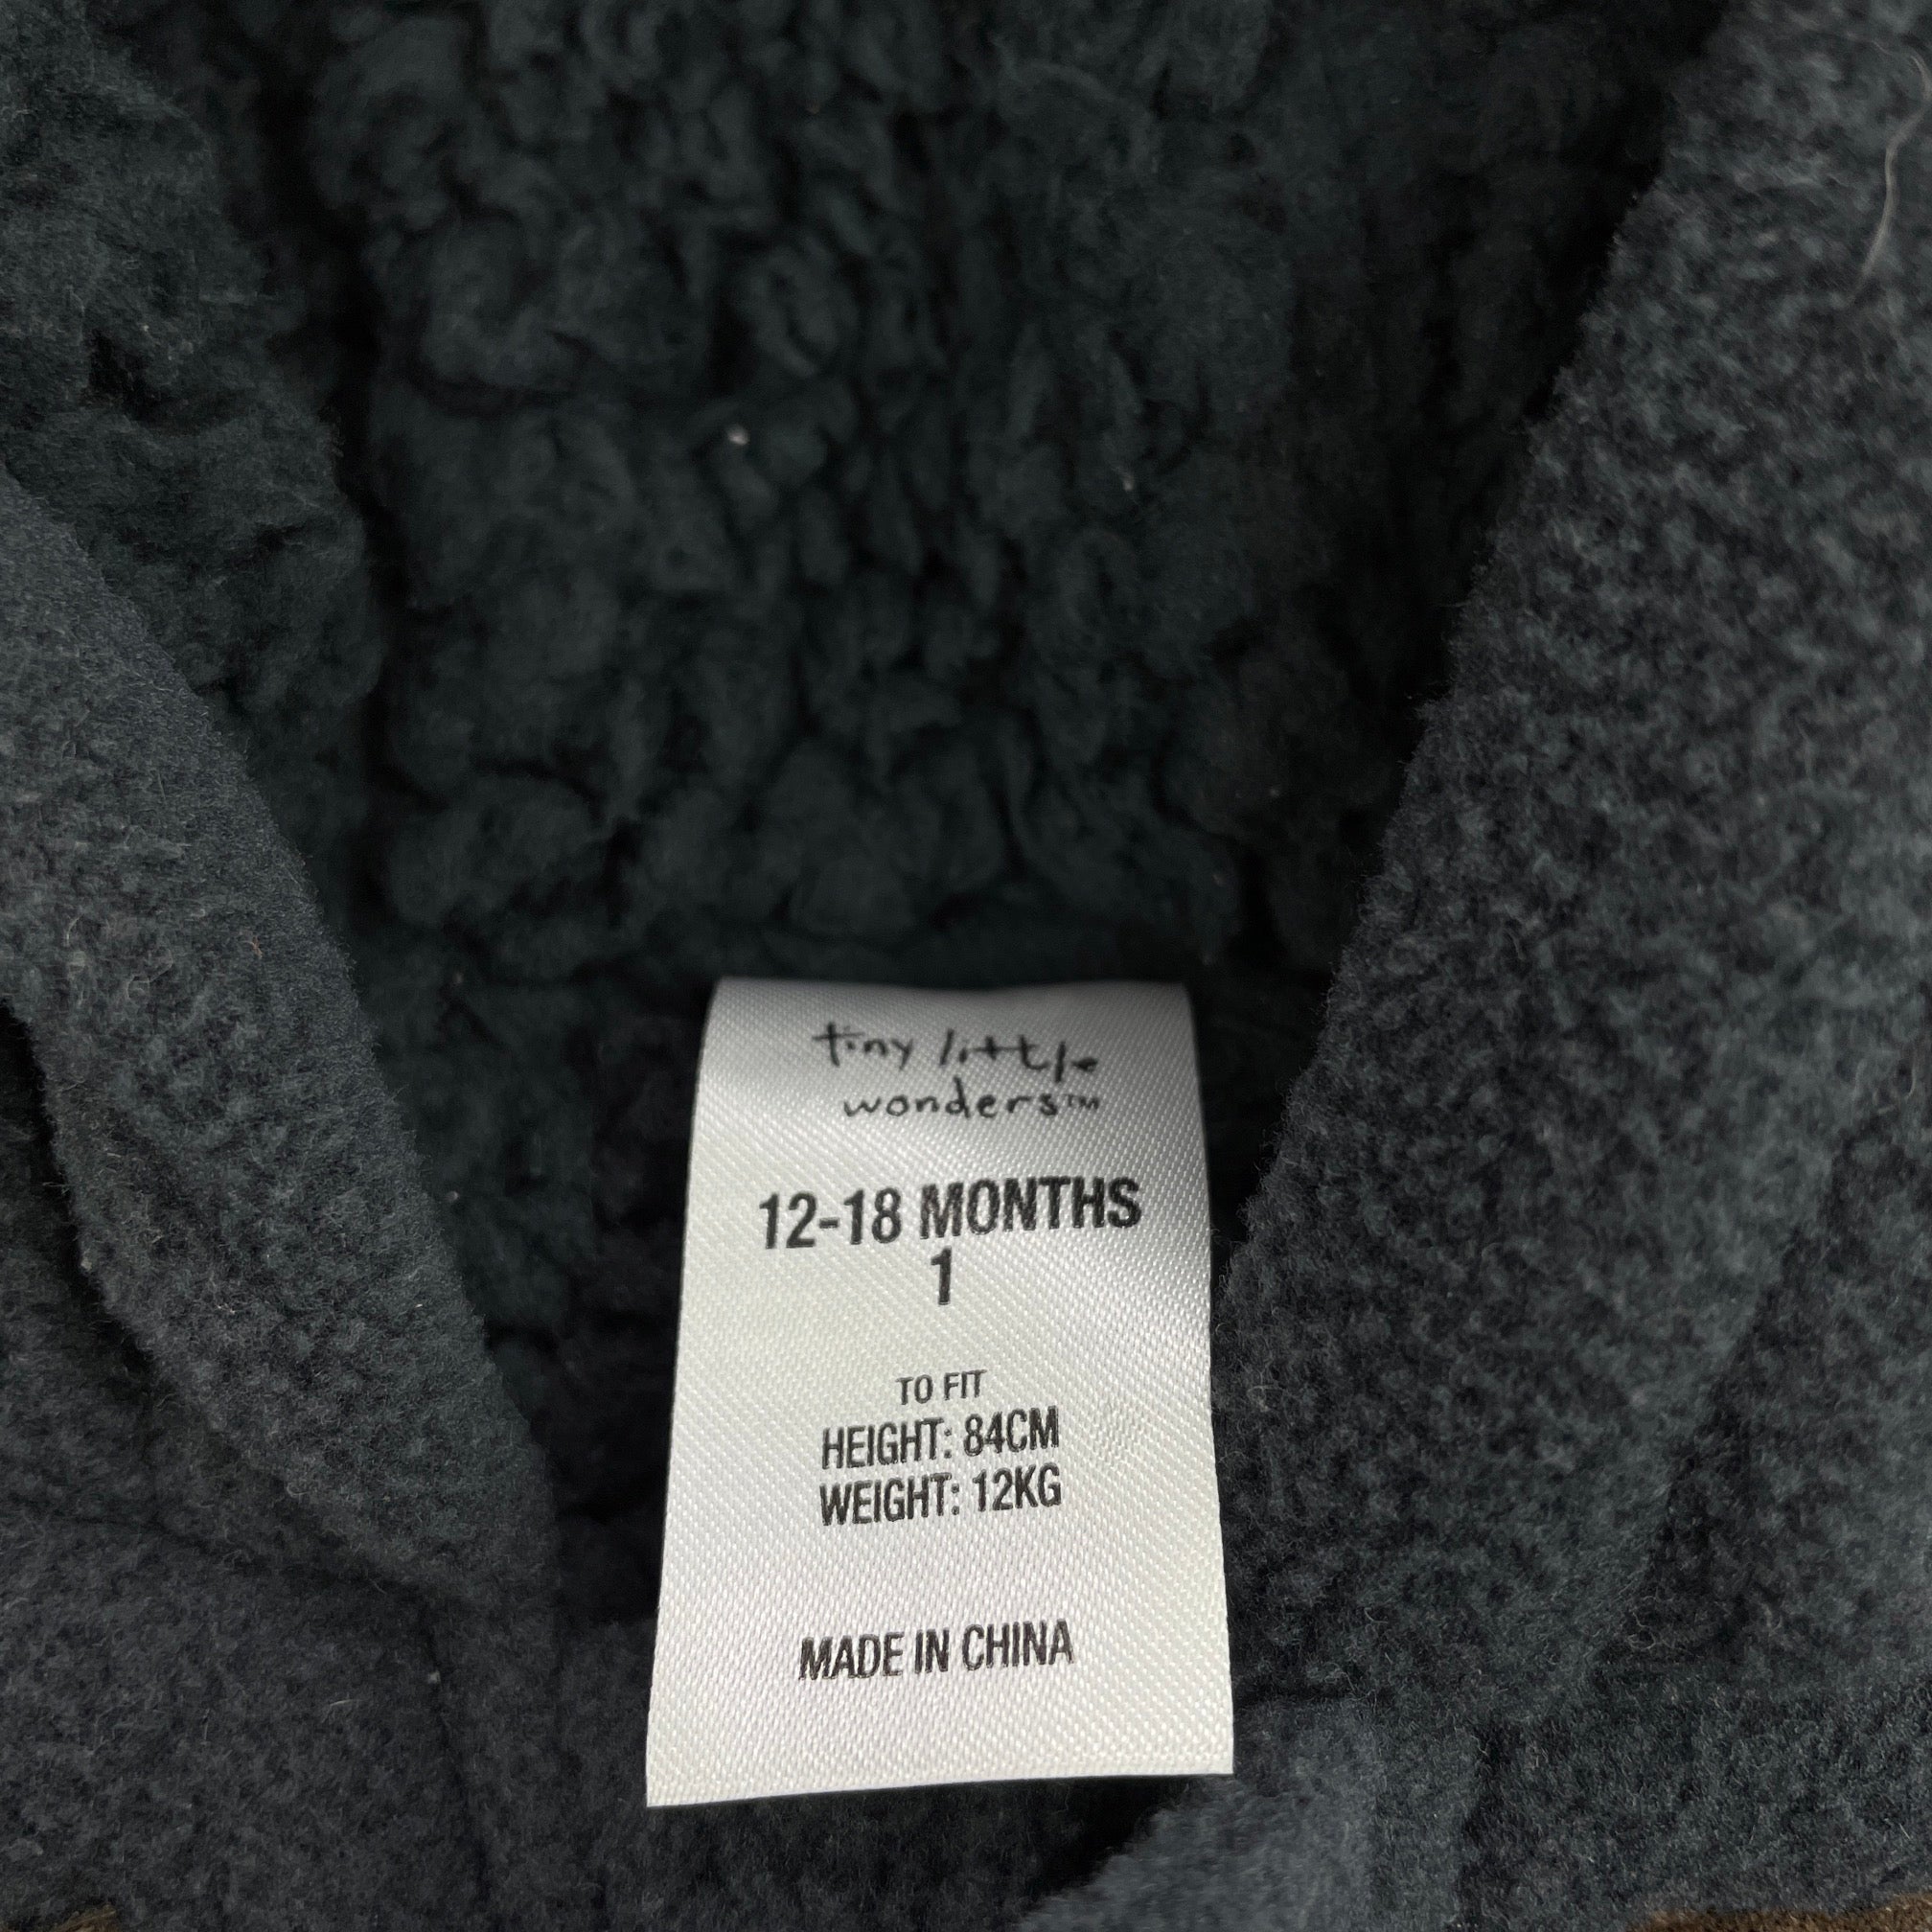 tiny little
wonders™
12-18 MONTHS
1
TO FIT
HEIGHT: 84CM
WEIGHT: 12KG
MADE IN CHINA